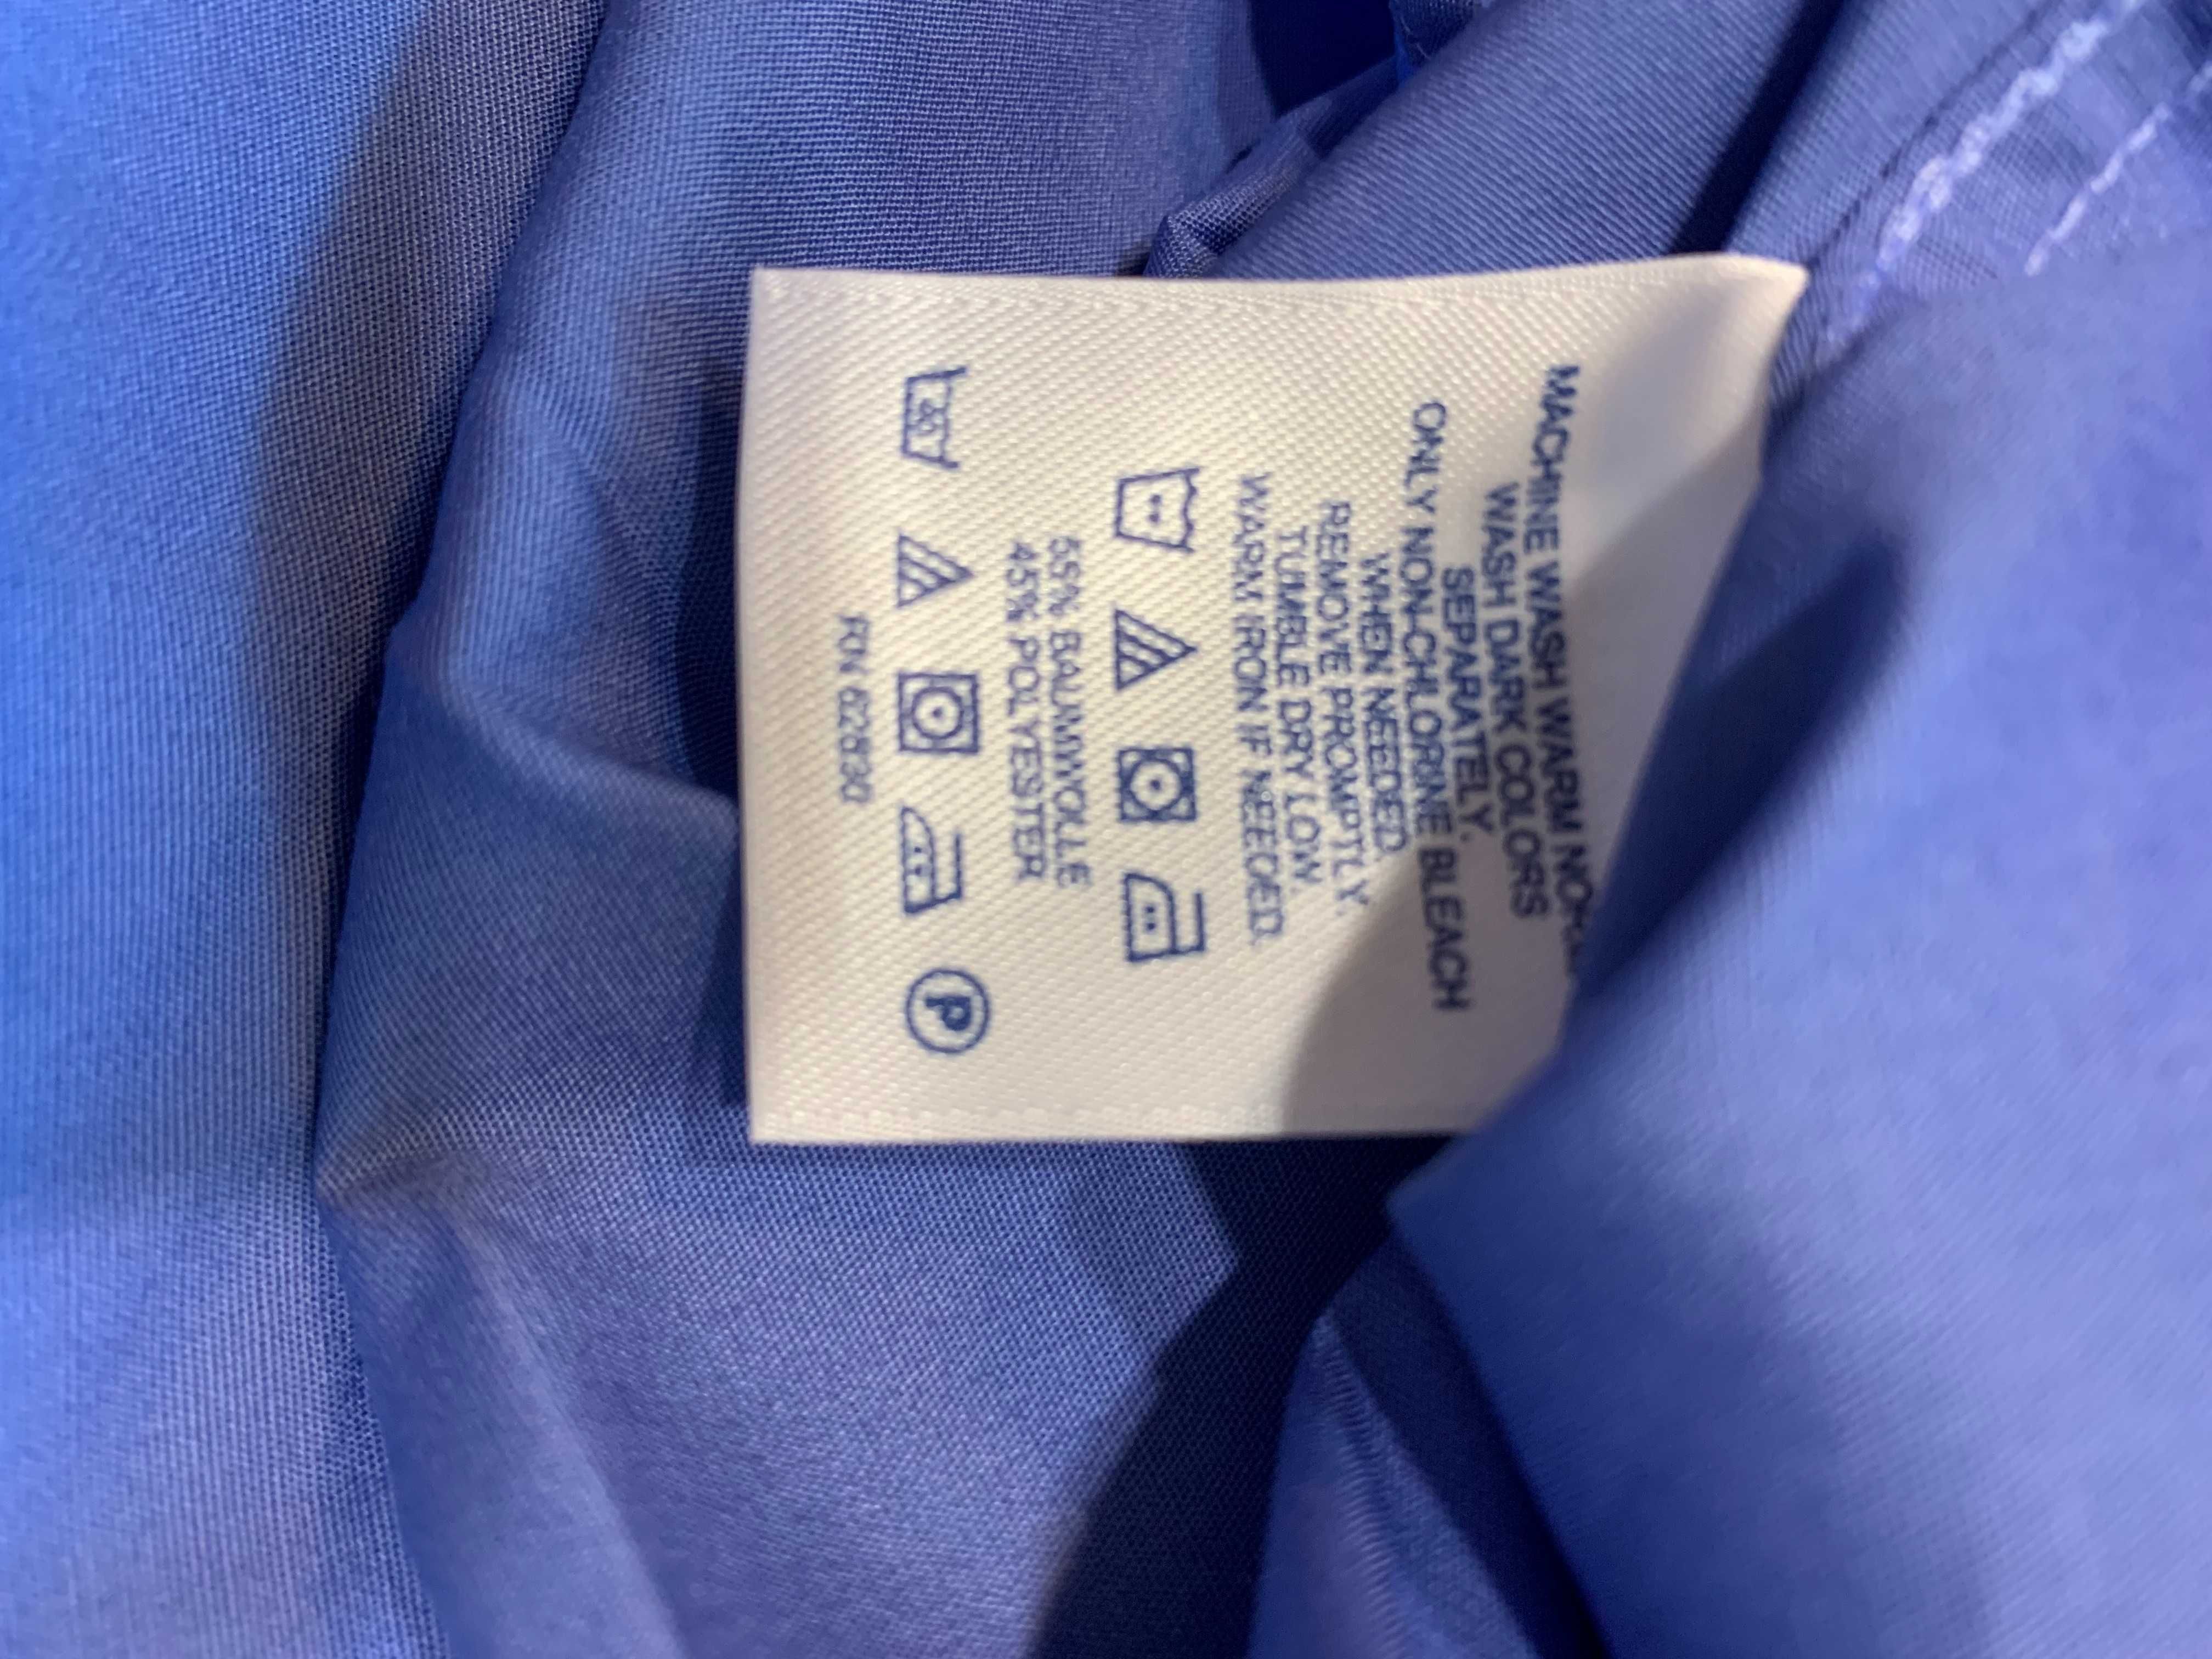 MACHINE WASH WARM
WASH DARK COLORS
SEPARATELY.
ONLY NON-CHLORINE BLEACH
WHEN NEEDED
REMOVE PROMPTLY.
TUMBLE DRY LOW.
WARM IRON IF NEEDED.
55% BAUMWOLLE
45% POLYESTER
40
P
RN 62830